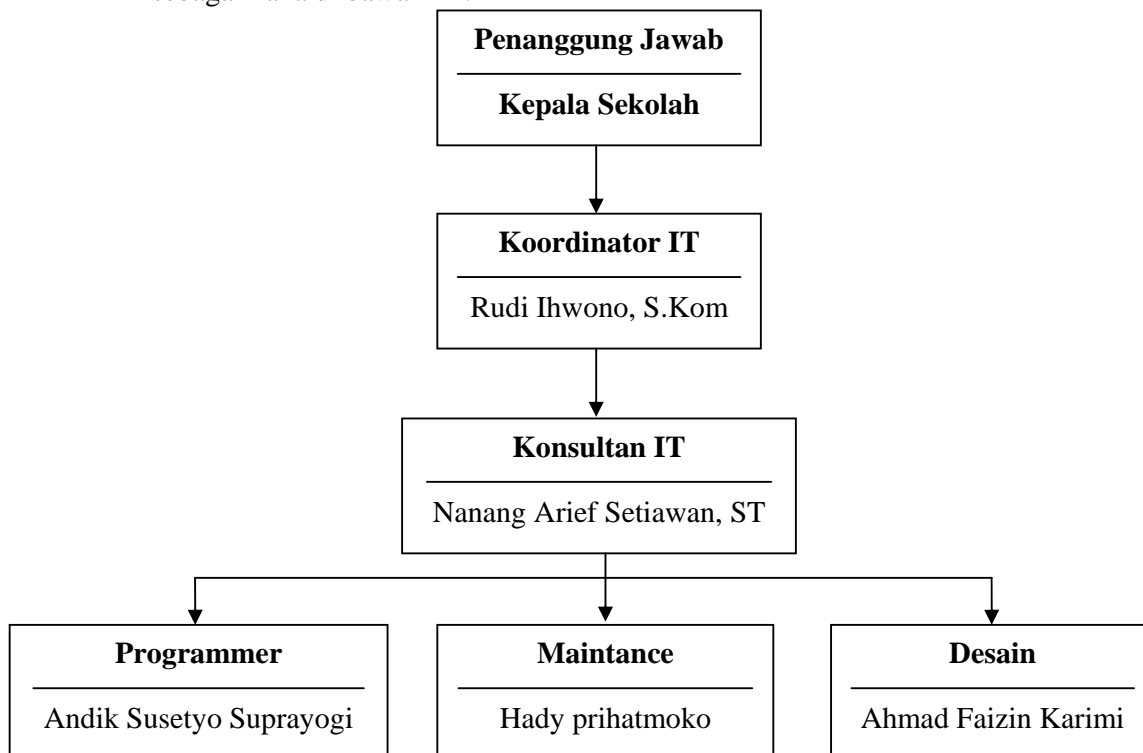 Penanggung Jawab
Kepala Sekolah
Koordinator IT
Rudi Ihwono, S.Kom
Konsultan IT
Nanang Arief Setiawan, ST
Programmer
Andik Susetyo Suprayogi
Maintance
Hady prihatmoko
Desain
Ahmad Faizin Karimi